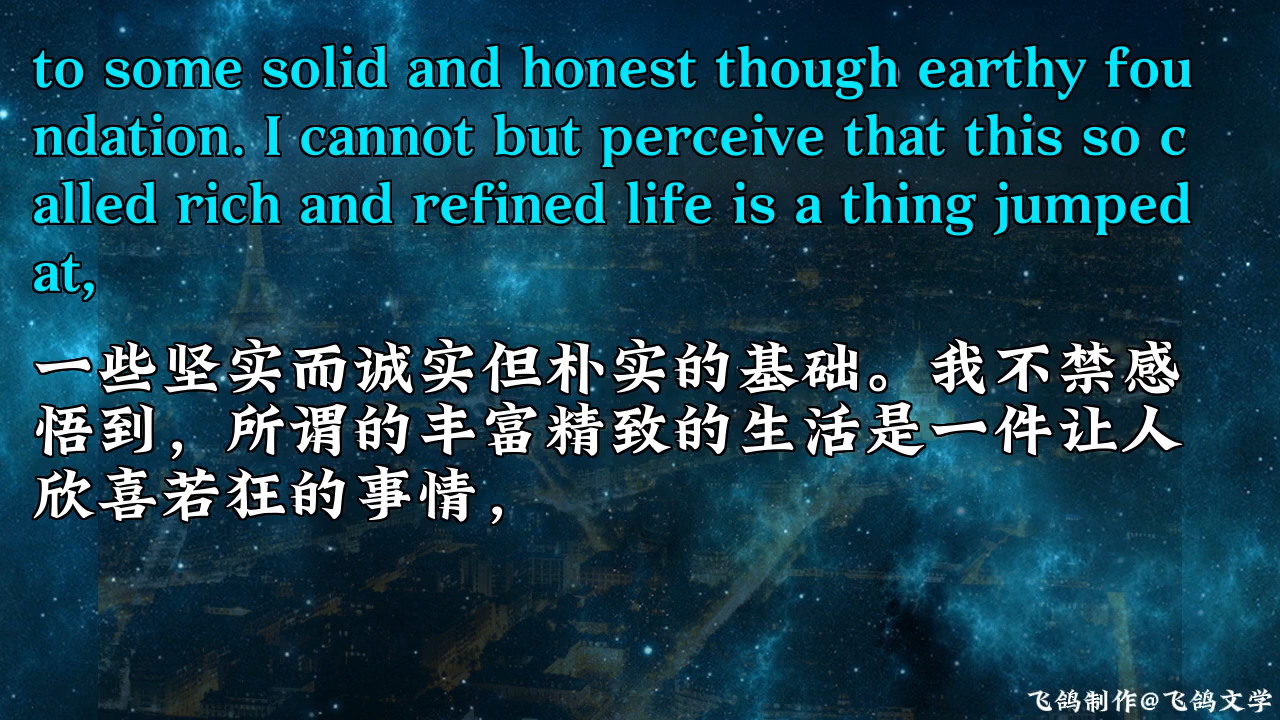 to some solid and honest though earthy fou
ndation. I cannot but perceive that this so c
alled rich and refined life is a thing jumped
at,
一些坚实而诚实但朴实的基础。我不禁感
悟到，所谓的丰富精致的生活是一件让人
欣喜若狂的事情，
飞鸽制作@飞鸽文学